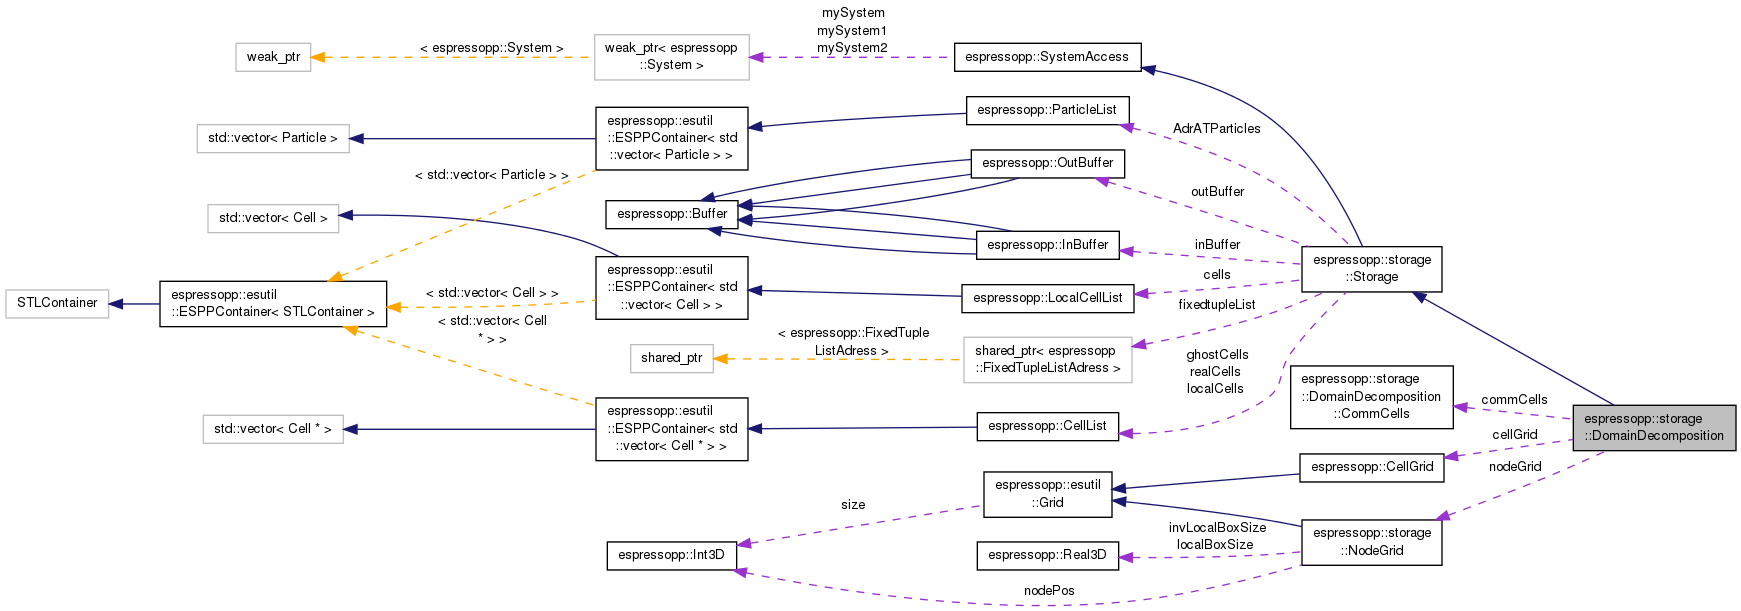 mySystem
mySystem1
mySystem2
weak_ptr
< espressopp::System >
weak_ptr< espressopp
::System >
espressopp::SystemAccess
std::vector< Particle >
espressopp::esutil
::ESPPContainer< std
::vector< Particle > >
espressopp::ParticleList
AdrATParticles
< std::vector< Particle > >
espressopp::OutBuffer
outBuffer
std::vector< Cell >
espressopp::Buffer
espressopp::InBuffer
inBuffer
espressopp::storage
::Storage
STLContainer
espressopp::esutil
::ESPPContainer< STLContainer >
< std::vector< Cell > >
< std::vector< Cell
* > >
espressopp::esutil
::ESPPContainer< std
::vector< Cell > >
espressopp::LocalCellList
cells
fixedtupleList
shared_ptr
< espressopp::FixedTuple
ListAdress >
shared_ptr< espressopp
::FixedTupleListAdress >
ghostCells
realCells
localCells
std::vector< Cell * >
espressopp::esutil
::ESPPContainer< std
::vector< Cell * > >
espressopp::CellList
espressopp::storage
::DomainDecomposition
::CommCells
commCells
espressopp::storage
::DomainDecomposition
cellGrid
nodeGrid
espressopp::CellGrid
espressopp::esutil
::Grid
size
espressopp::Int3D
espressopp::Real3D
invLocalBoxSize
localBoxSize
espressopp::storage
::NodeGrid
nodePos